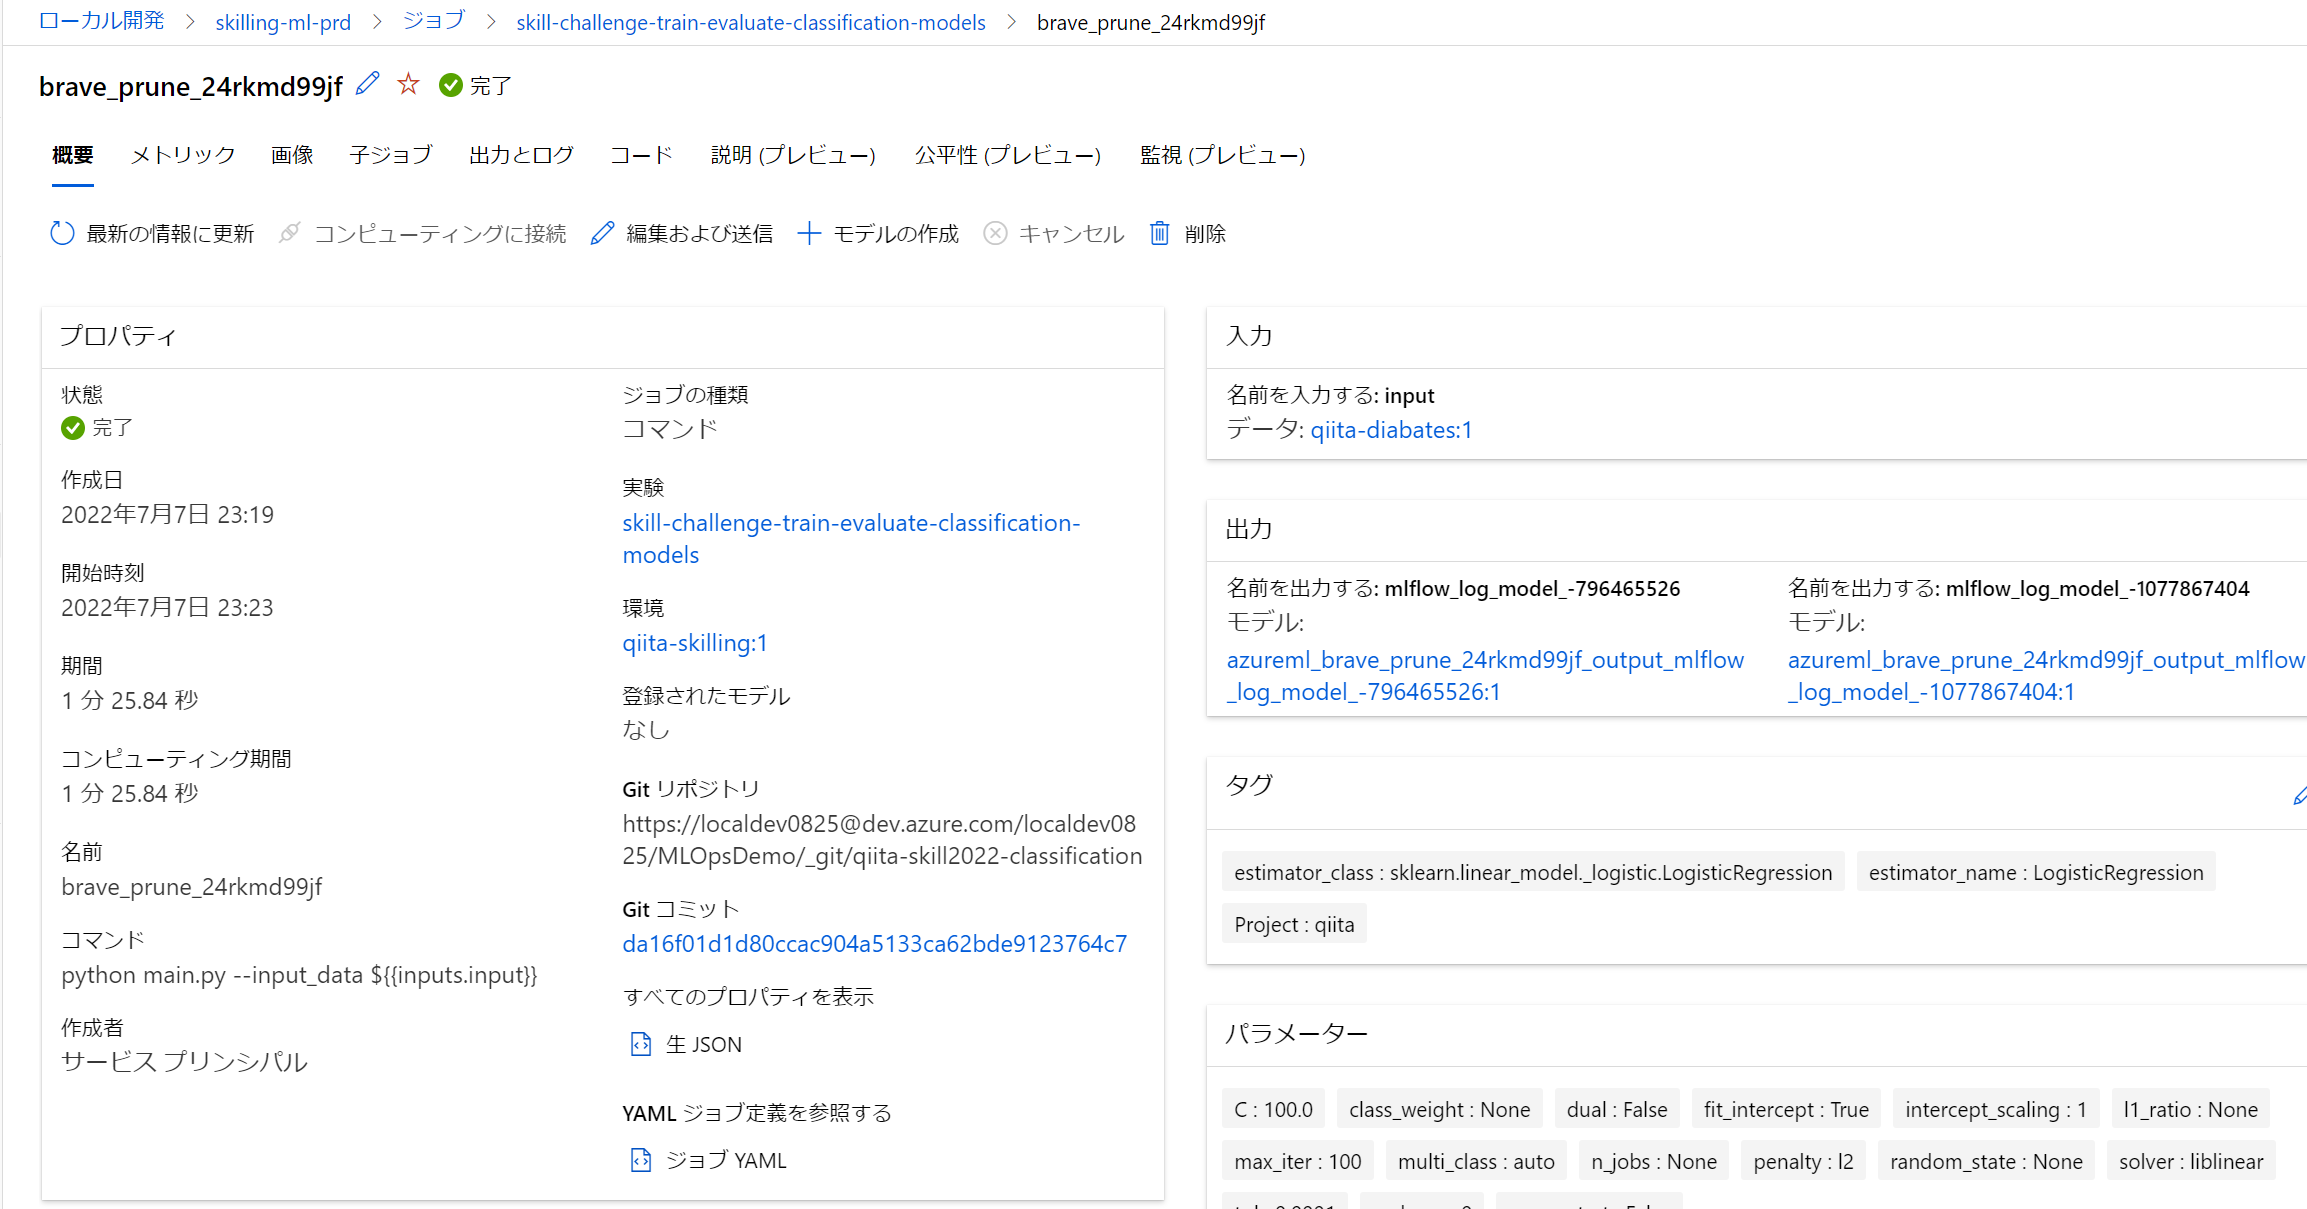 ローカル開発 > skilling-ml-prd > ジョブ > skill-challenge-train-evaluate-classification-models > brave_prune_24rkmd99jf
brave_prune_24rkmd99jf 完了
概要 メトリック 画像 子ジョブ 出力とログ コード 説明 (プレビュー) 公平性 (プレビュー) 監視 (プレビュー)
最新の情報に更新 コンピューティングに接続 編集および送信 モデルの作成 キャンセル 削除
プロパティ
状態
完了
作成日
2022年7月7日 23:19
開始時刻
2022年7月7日 23:23
期間
1 分 25.84 秒
コンピューティング期間
1 分 25.84 秒
名前
brave_prune_24rkmd99jf
コマンド
python main.py --input_data ${{inputs.input}}
作成者
サービス プリンシパル
ジョブの種類
コマンド
実験
skill-challenge-train-evaluate-classification-
models
環境
qiita-skilling:1
登録されたモデル
なし
Git リポジトリ
https://localdev0825@dev.azure.com/localdev08
25/MLOpsDemo/_git/qiita-skill2022-classification
Git コミット
da16f01d1d80ccac904a5133ca62bde9123764c7
すべてのプロパティを表示
生 JSON
YAML ジョブ定義を参照する
ジョブ YAML
入力
名前を入力する: input
データ: qiita-diabates:1
出力
名前を出力する: mlflow_log_model_-796465526
モデル:
azureml_brave_prune_24rkmd99jf_output_mlflow
_log_model_-796465526:1
名前を出力する: mlflow_log_model_-1077867404
モデル:
azureml_brave_prune_24rkmd99jf_output_mlflow
_log_model_-1077867404:1
タグ
estimator_class : sklearn.linear_model._logistic.LogisticRegression estimator_name : LogisticRegression
Project : qiita
パラメーター
C : 100.0 class_weight : None dual : False fit_intercept : True intercept_scaling : 1 l1_ratio : None
max_iter : 100 multi_class : auto n_jobs : None penalty : l2 random_state : None solver : liblinear